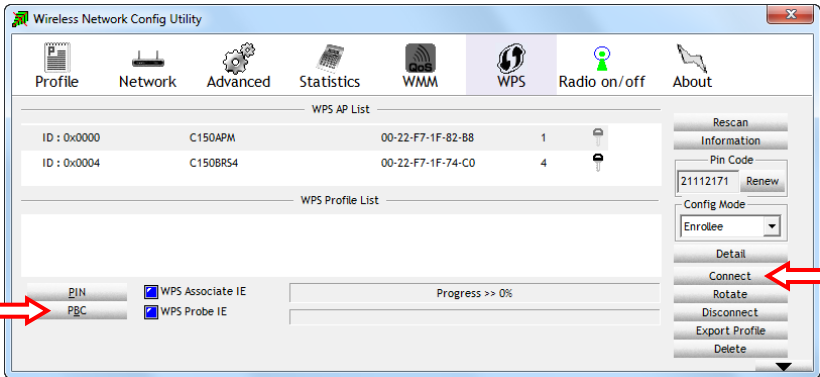 Wireless Network Config Utility
Profile Network Advanced Statistics QoS WMM WPS Radio on/off About
WPS AP List
ID : 0x0000 C150APM 00-22-F7-1F-82-B8 1
ID : 0x0004 C150BRS4 00-22-F7-1F-74-C0 4
WPS Profile List
PIN
PBC
WPS Associate IE
WPS Probe IE
Progress >> 0%
Rescan
Information
Pin Code
21112171 Renew
Config Mode
Enrollee
Detail
Connect
Rotate
Disconnect
Export Profile
Delete